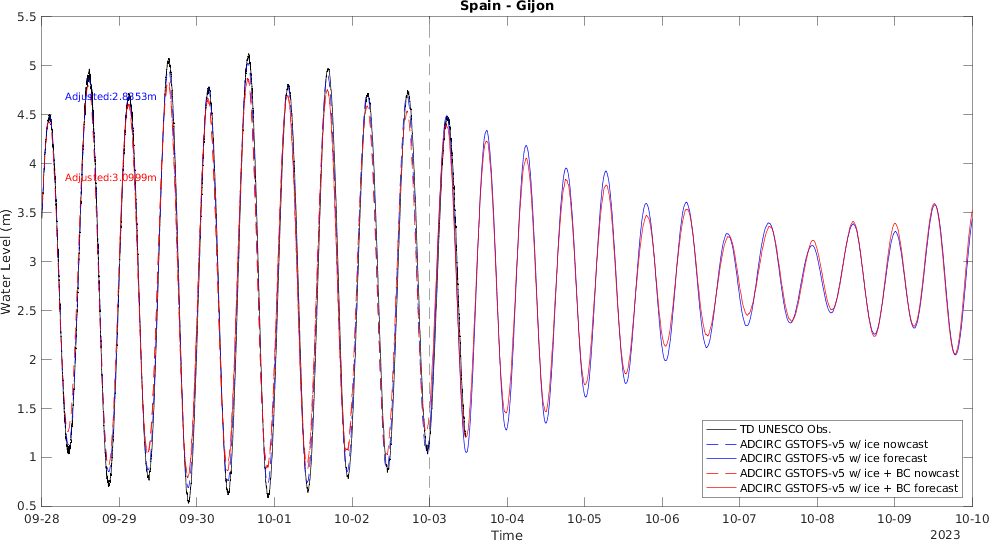 Spain - Gijon
5.5
5
4.5
4
3.5
3
2.5
2
1.5
1
0.5
Water Level (m)
Adjusted:2.8353m
Adjusted:3.0999m
TD UNESCO Obs.
ADCIRC GSTOFS-v5 w/ ice nowcast
ADCIRC GSTOFS-v5 w/ ice forecast
ADCIRC GSTOFS-v5 w/ ice + BC nowcast
ADCIRC GSTOFS-v5 w/ ice + BC forecast
09-28 09-29 09-30 10-01 10-02 10-03 10-04 10-05 10-06 10-07 10-08 10-09 10-10
Time
2023